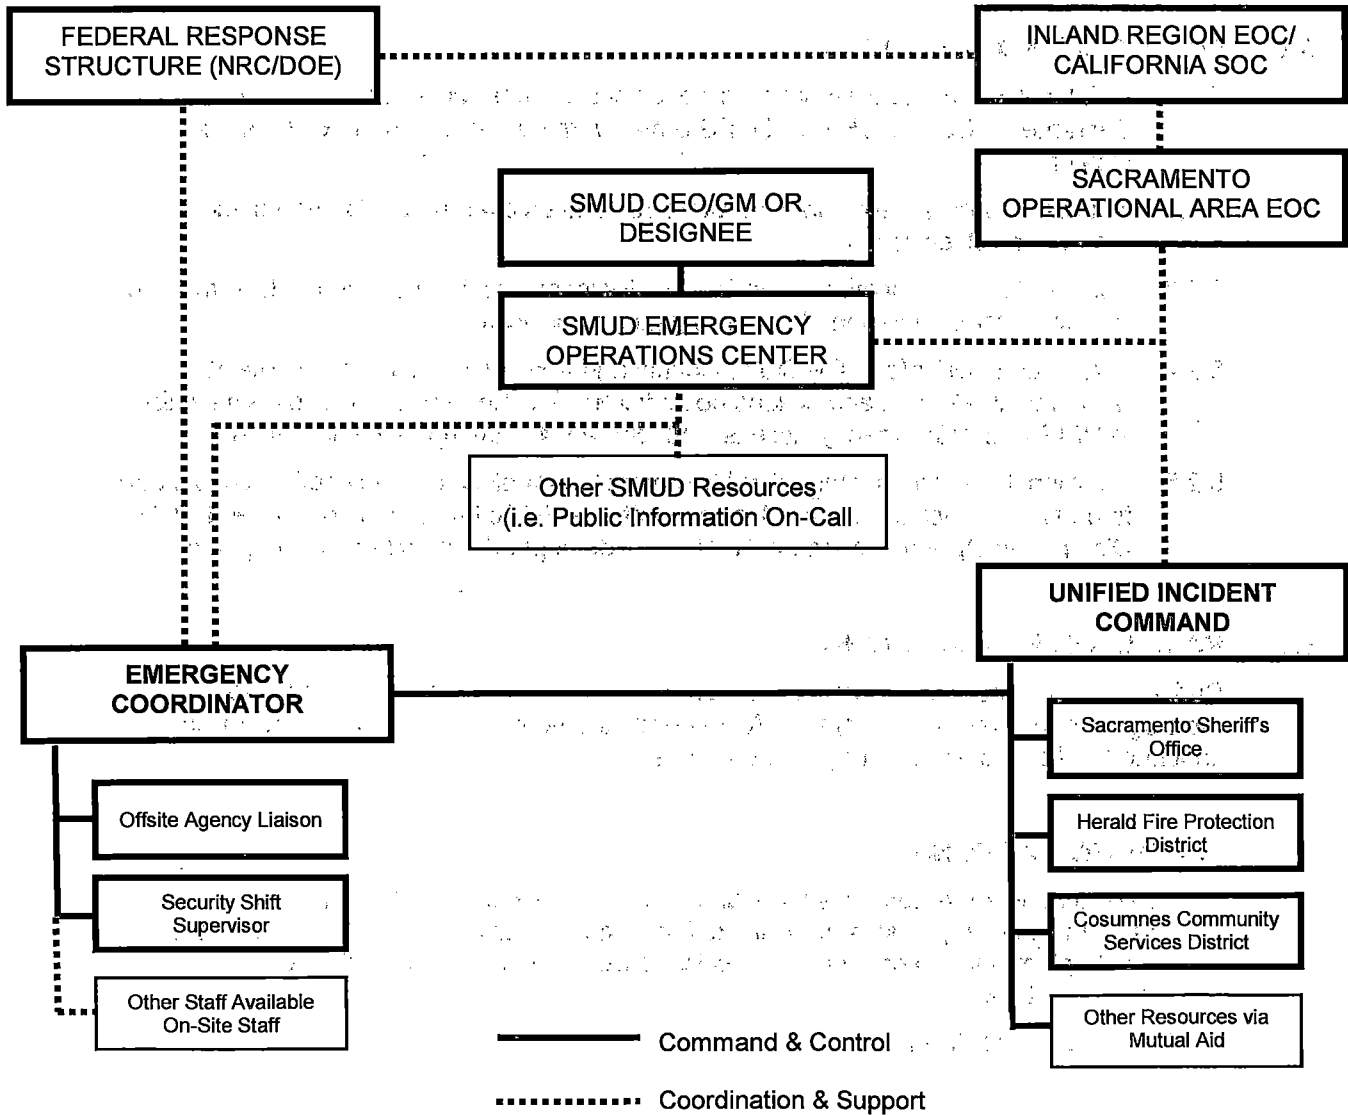 FEDERAL RESPONSE
STRUCTURE (NRC/DOE)
INLAND REGION EOC/
CALIFORNIA SOC
SACRAMENTO
OPERATIONAL AREA EOC
SMUD CEO/GM OR
DESIGNEE
SMUD EMERGENCY
OPERATIONS CENTER
Other SMUD Resources
(i.e. Public Information On-Call
UNIFIED INCIDENT
COMMAND
EMERGENCY
COORDINATOR
Sacramento Sheriff's
Office
Offsite Agency Liaison
Herald Fire Protection
District
Security Shift
Supervisor
Cosumnes Community
Services District
Other Staff Available
On-Site Staff
Other Resources via
Mutual Aid
Command & Control
Coordination & Support